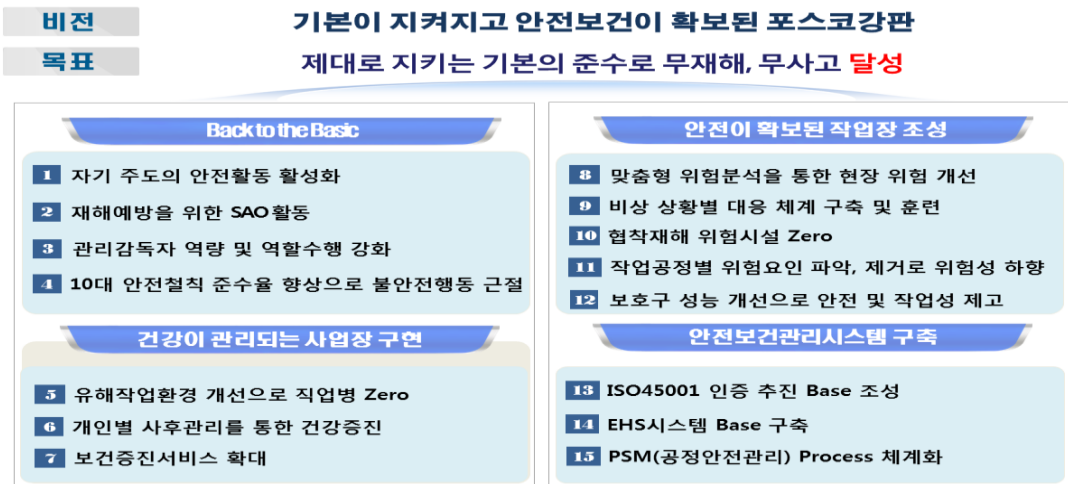 비전
기본이 지켜지고 안전보건이 확보된 포스코강판
목표
제대로 지키는 기본의 준수로 무재해, 무사고 달성
Back to the Basic
1 자기 주도의 안전활동 활성화
2 재해예방을 위한 SAO 활동
3 관리감독자 역량 및 역할수행 강화
4 10대 안전철칙 준수율 향상으로 불안전행동 근절
건강이 관리되는 사업장 구현
5 유해작업환경 개선으로 직업병 Zero
6 개인별 사후관리를 통한 건강증진
7 보건증진서비스 확대
안전이 확보된 작업장 조성
8 맞춤형 위험분석을 통한 현장 위험 개선
9 비상 상황별 대응 체계 구축 및 훈련
10 협착재해 위험시설 Zero
11 작업공정별 위험요인 파악, 제거로 위험성 하향
12 보호구 성능 개선으로 안전 및 작업성 제고
안전보건관리시스템 구축
13 ISO45001 인증 추진 Base 조성
14 EHS시스템 Base 구축
15 PSM(공정안전관리) Process 체계화